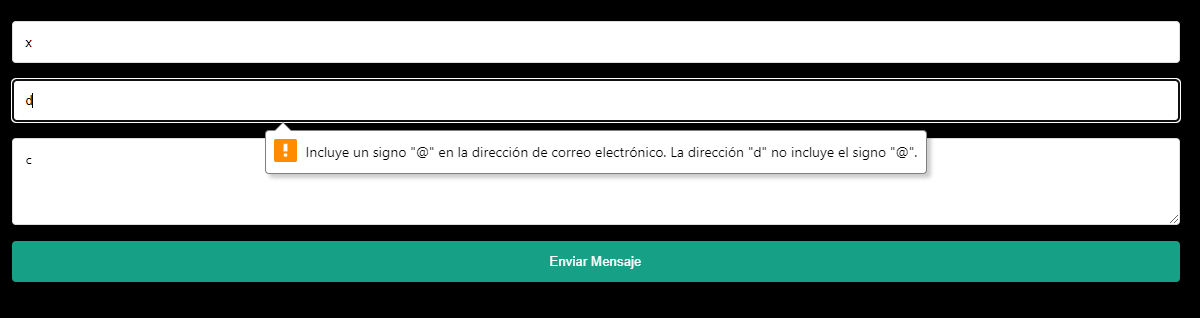 x
d
Incluye un signo "@" en la dirección de correo electrónico. La dirección "d" no incluye el signo "@".
c
Enviar Mensaje